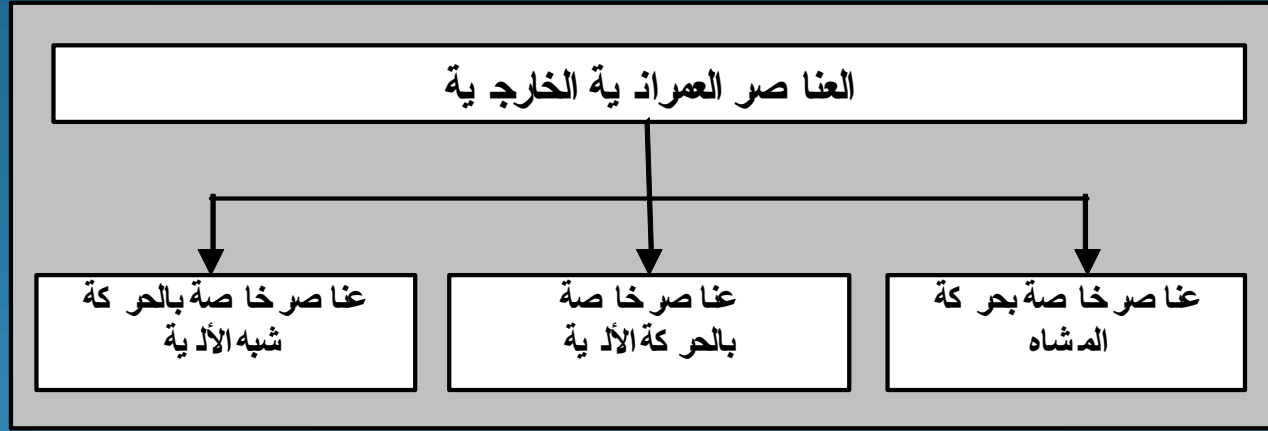 العناصر العمرانية الخارجية
عناصر خاصة بحركة
المشاه
عناصر خاصة
بالحركة الألية
عناصر خاصة بالحركة
شبه الألية